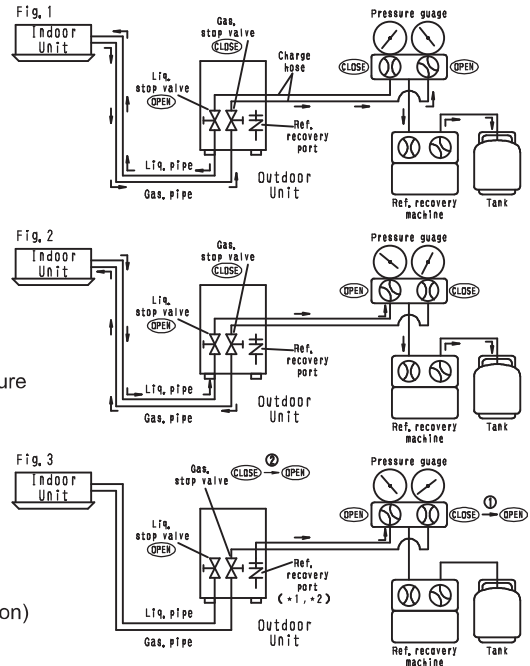 Fig. 1
Indoor
Unit
Gas.
stop valve
CLOSE
Liq.
stop valve
OPEN
Charge
hose
Pressure guage
CLOSE
OPEN
Ref.
recovery
port
Liq. pipe
Gas. pipe
Outdoor
Unit
Ref. recovery
machine
Tank
Fig. 2
Indoor
Unit
Gas.
stop valve
CLOSE
Liq.
stop valve
OPEN
Pressure guage
OPEN
CLOSE
Ref.
recovery
port
ure
Liq. pipe
Gas. pipe
Outdoor
Unit
Ref. recovery
machine
Tank
Fig. 3
Indoor
Unit
Gas.
stop valve
②
CLOSE → OPEN
Liq.
stop valve
OPEN
Pressure guage
OPEN
①
CLOSE → OPEN
Ref.
recovery
port
(*1, *2)
on)
Liq. pipe
Gas. pipe
Outdoor
Unit
Ref. recovery
machine
Tank